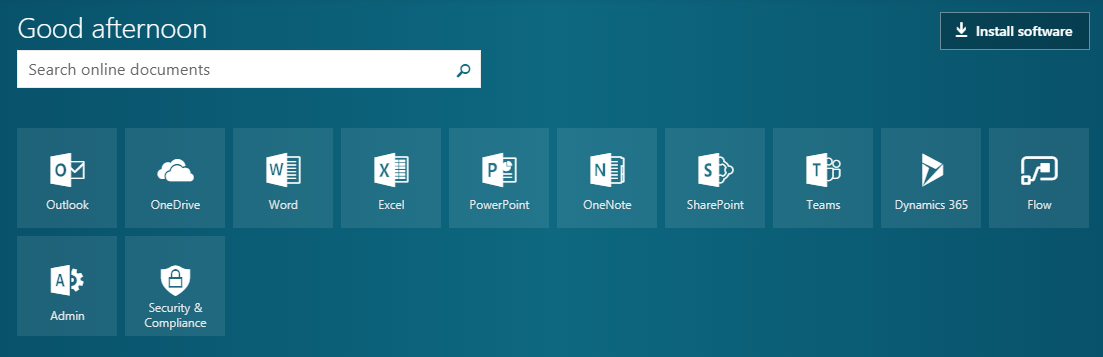 Good afternoon
Install software
Search online documents
Outlook
OneDrive
Word
Excel
PowerPoint
OneNote
SharePoint
Teams
Dynamics 365
Flow
Admin
Security &
Compliance